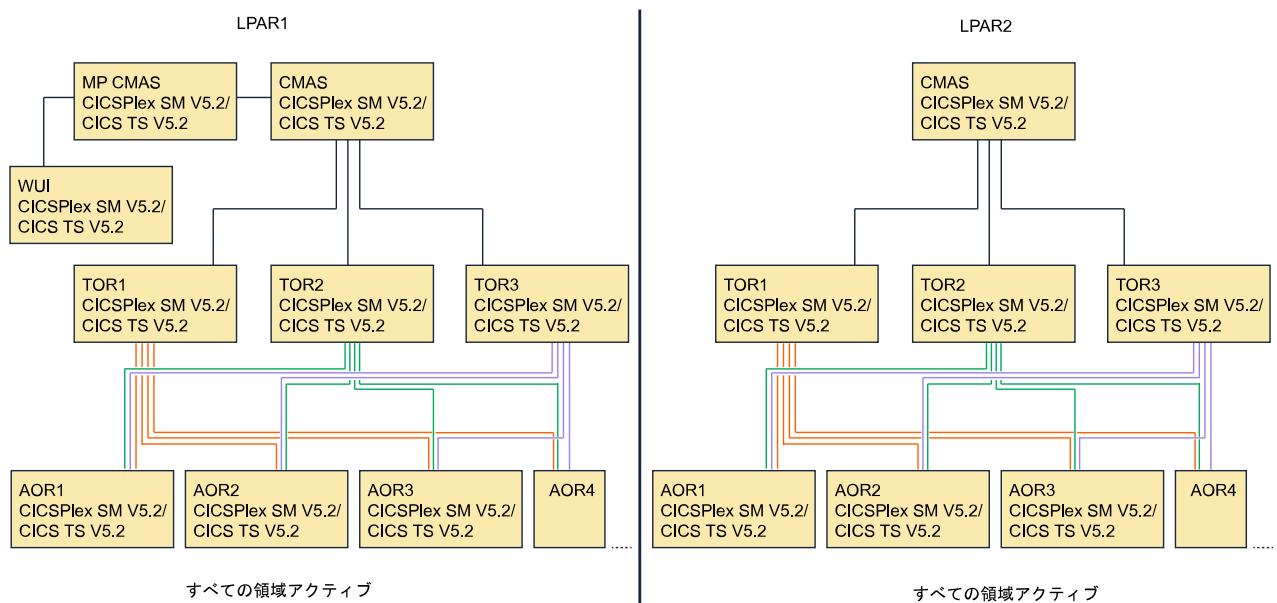 LPAR1
MP CMAS
CICSPlex SM V5.2/
CICS TS V5.2
CMAS
CICSPlex SM V5.2/
CICS TS V5.2
WUI
CICSPlex SM V5.2/
CICS TS V5.2
TOR1
CICSPlex SM V5.2/
CICS TS V5.2
TOR2
CICSPlex SM V5.2/
CICS TS V5.2
TOR3
CICSPlex SM V5.2/
CICS TS V5.2
AOR1
CICSPlex SM V5.2/
CICS TS V5.2
AOR2
CICSPlex SM V5.2/
CICS TS V5.2
AOR3
CICSPlex SM V5.2/
CICS TS V5.2
AOR4
すべての領域アクティブ
LPAR2
CMAS
CICSPlex SM V5.2/
CICS TS V5.2
TOR1
CICSPlex SM V5.2/
CICS TS V5.2
TOR2
CICSPlex SM V5.2/
CICS TS V5.2
TOR3
CICSPlex SM V5.2/
CICS TS V5.2
AOR1
CICSPlex SM V5.2/
CICS TS V5.2
AOR2
CICSPlex SM V5.2/
CICS TS V5.2
AOR3
CICSPlex SM V5.2/
CICS TS V5.2
AOR4
すべての領域アクティブ